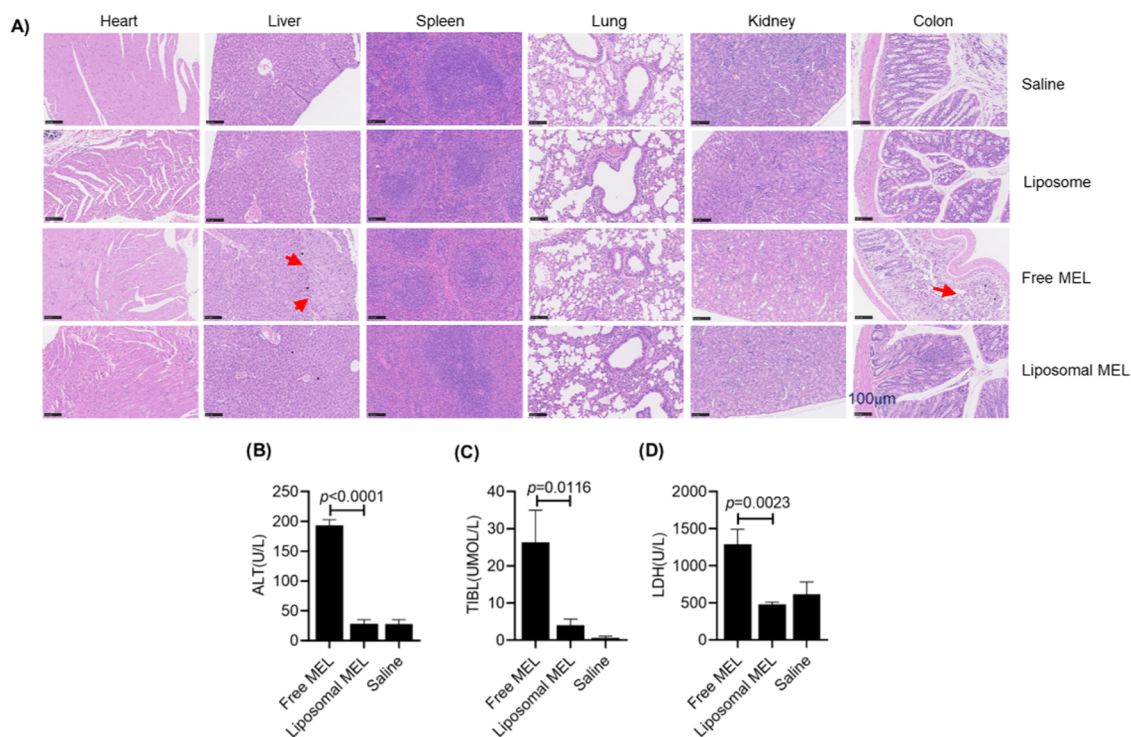 A)
Heart Liver Spleen Lung Kidney Colon
Saline
Liposome
Free MEL
Liposomal MEL
100μm
(B)
p<0.0001
ALT(U/L)
250
200
150
100
50
0
Free MEL
Liposomal MEL
Saline
(C)
p=0.0116
TIBL(UMOL/L)
40
30
20
10
0
Free MEL
Liposomal MEL
Saline
(D)
p=0.0023
LDH(U/L)
2000
1500
1000
500
0
Free MEL
Liposomal MEL
Saline